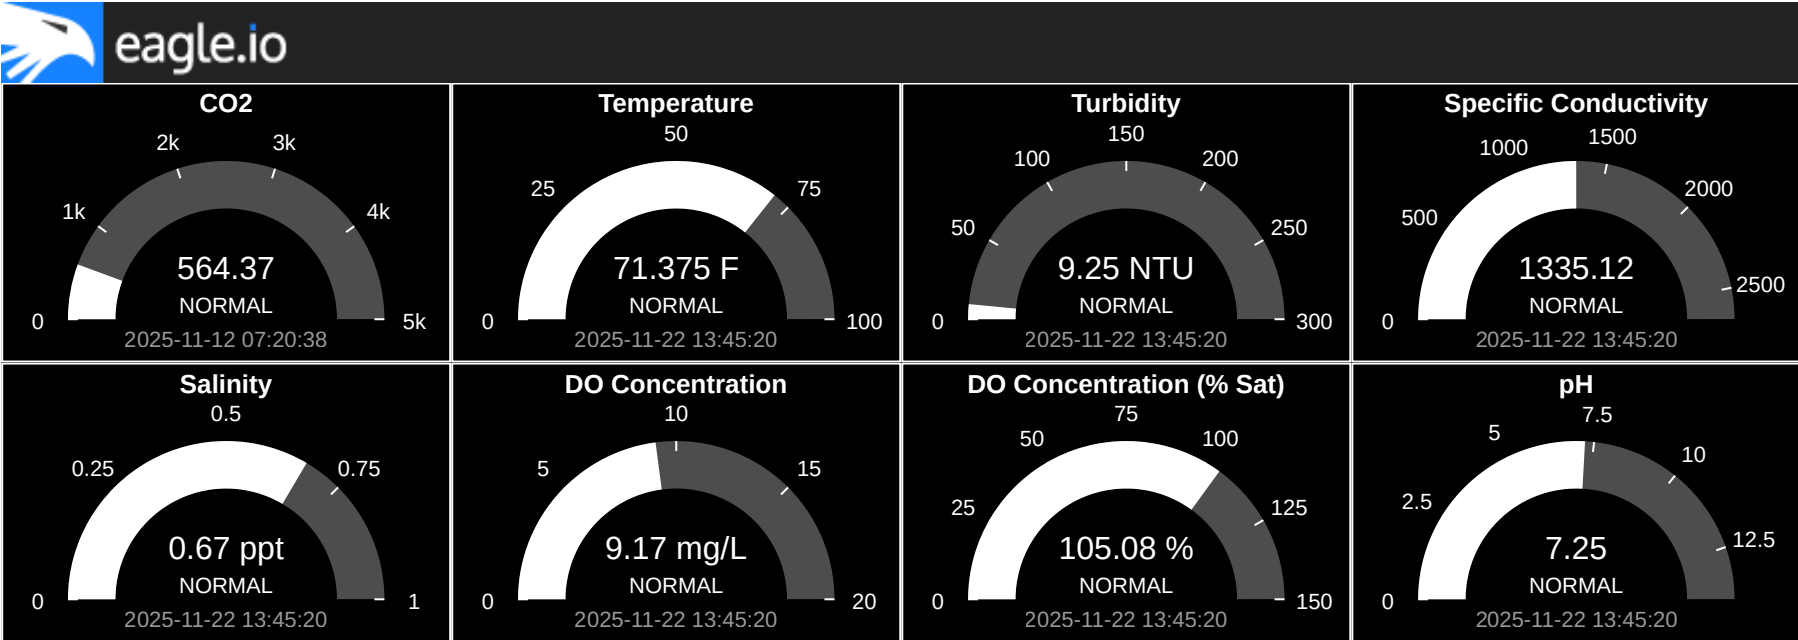 eagle.io
CO2
2k
3k
1k
4k
564.37
NORMAL
0
5k
2025-11-12 07:20:38
Temperature
50
25
75
71.375 F
NORMAL
0
100
2025-11-22 13:45:20
Turbidity
150
100
200
50
250
9.25 NTU
NORMAL
0
300
2025-11-22 13:45:20
Specific Conductivity
1500
1000
2000
500
1335.12
2500
NORMAL
0
2025-11-22 13:45:20
Salinity
0.5
0.25
0.75
0.67 ppt
NORMAL
0
1
2025-11-22 13:45:20
DO Concentration
10
5
15
9.17 mg/L
NORMAL
0
20
2025-11-22 13:45:20
DO Concentration (% Sat)
75
50
100
25
125
105.08 %
NORMAL
0
150
2025-11-22 13:45:20
pH
7.5
5
10
2.5
12.5
7.25
NORMAL
0
2025-11-22 13:45:20